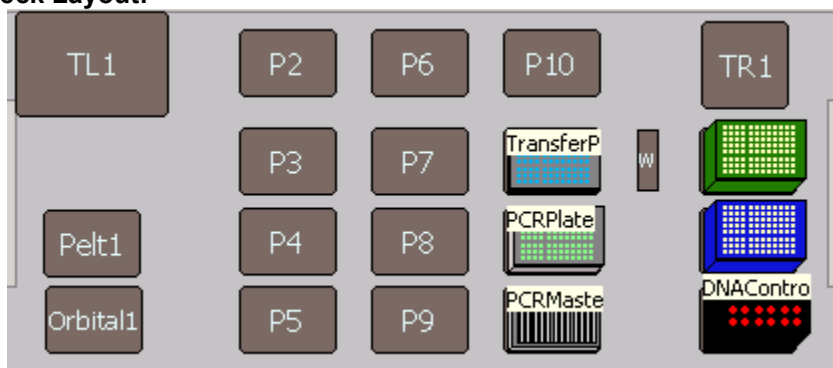 TL1 P2 P6 P10 TR1
P3 P7 TransferP W
Pelt1 P4 P8 PCRPlate
Orbital1 P5 P9 PCRMaste DNAContro